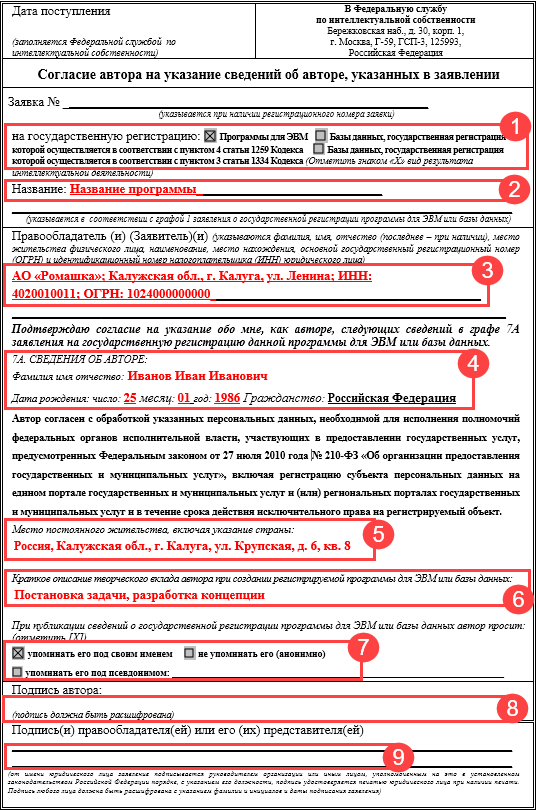 Дата поступления
(заполняется Федеральной службой по
интеллектуальной собственности)
В Федеральную службу
по интеллектуальной собственности
Бережковская наб., д. 30, корп. 1,
г. Москва, Г-59, ГСП-3, 125993,
Российская Федерация
Согласие автора на указание сведений об авторе, указанных в заявлении
Заявка №
(указывается при наличии регистрационного номера заявки)
1
на государственную регистрацию: ☒ Программы для ЭВМ ☐ Базы данных, государственная регистрация
которой осуществляется в соответствии с пунктом 4 статьи 1259 Кодекса ☐ Базы данных, государственная регистрация
которой осуществляется в соответствии с пунктом 3 статьи 1334 Кодекса (Отметить знаком «Х» вид результата
интеллектуальной деятельности)
Название: Название программы
2
(указывается в соответствии с графой 1 заявления о государственной регистрации программы для ЭВМ или базы данных)
Правообладатель (и) (Заявитель)(и) (указываются фамилия, имя, отчество (последнее – при наличии), место
жительства физического лица, наименование, место нахождения, основной государственный регистрационный номер
(ОГРН) и идентификационный номер налогоплательщика (ИНН) юридического лица)
3
АО «Ромашка»; Калужская обл., г. Калуга, ул. Ленина; ИНН:
4020010011; ОГРН: 1024000000000
Подтверждаю согласие на указание обо мне, как авторе, следующих сведений в графе 7А
заявления на государственную регистрацию данной программы для ЭВМ или базы данных.
7А. СВЕДЕНИЯ ОБ АВТОРЕ:
4
Фамилия имя отчество: Иванов Иван Иванович
Дата рождения: число: 25 месяц: 01 год: 1986 Гражданство: Российская Федерация
Автор согласен с обработкой указанных персональных данных, необходимой для исполнения полномочий
федеральных органов исполнительной власти, участвующих в предоставлении государственных услуг,
предусмотренных Федеральным законом от 27 июля 2010 года № 210-ФЗ «Об организации предоставления
государственных и муниципальных услуг», включая регистрацию субъекта персональных данных на
едином портале государственных и муниципальных услуг и (или) региональных порталах государственных
и муниципальных услуг и в течение срока действия исключительного права на регистрируемый объект.
Место постоянного жительства, включая указание страны:
5
Россия, Калужская обл., г. Калуга, ул. Крупская, д. 6, кв. 8
Краткое описание творческого вклада автора при создании регистрируемой программы для ЭВМ или базы данных:
Постановка задачи, разработка концепции
6
При публикации сведений о государственной регистрации программы для ЭВМ или базы данных автор просит:
(отметить [X])
7
☒ упоминать его под своим именем ☐ не упоминать его (анонимно)
☐ упоминать его под псевдонимом:
Подпись автора:
8
(подпись должна быть расшифрована)
Подпись(и) правообладателя(ей) или его (их) представителя(ей)
9
(от имени юридического лица заявление подписывается руководителем организации или иным лицом, уполномоченным на это в установленном
законодательством Российской Федерации порядке, с указанием его должности, подпись удостоверяется печатью юридического лица при наличии печати.
Подпись любого лица должна быть расшифрована с указанием фамилии и инициалов и даты подписания заявления)